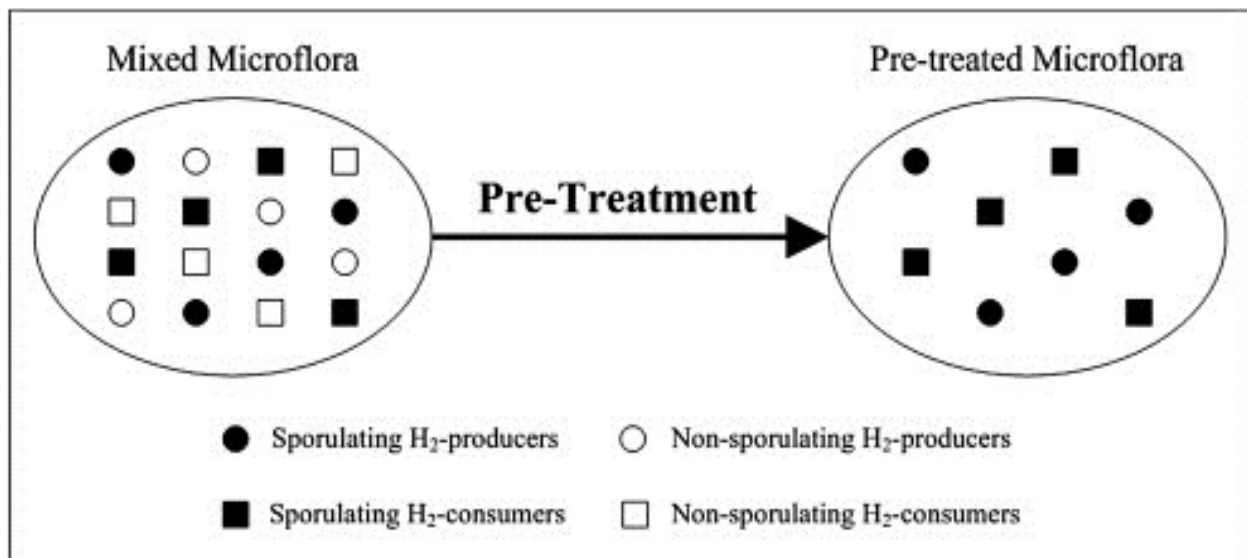 Mixed Microflora
Pre-treated Microflora
Pre-Treatment
Sporulating H₂-producers
Non-sporulating H₂-producers
Sporulating H₂-consumers
Non-sporulating H₂-consumers